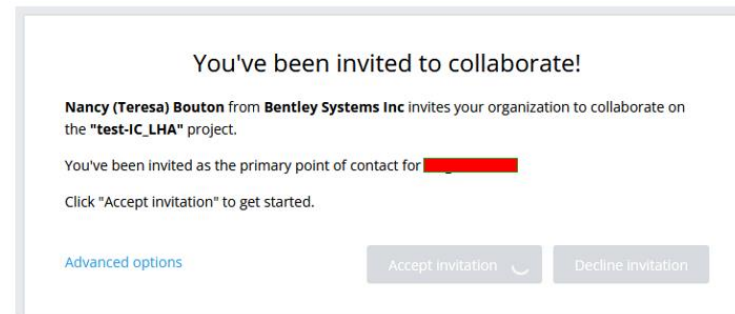 You've been invited to collaborate!
Nancy (Teresa) Bouton from Bentley Systems Inc invites your organization to collaborate on
the "test-IC_LHA" project.
You've been invited as the primary point of contact for
Click "Accept invitation" to get started.
Advanced options
Accept invitation
Decline invitation